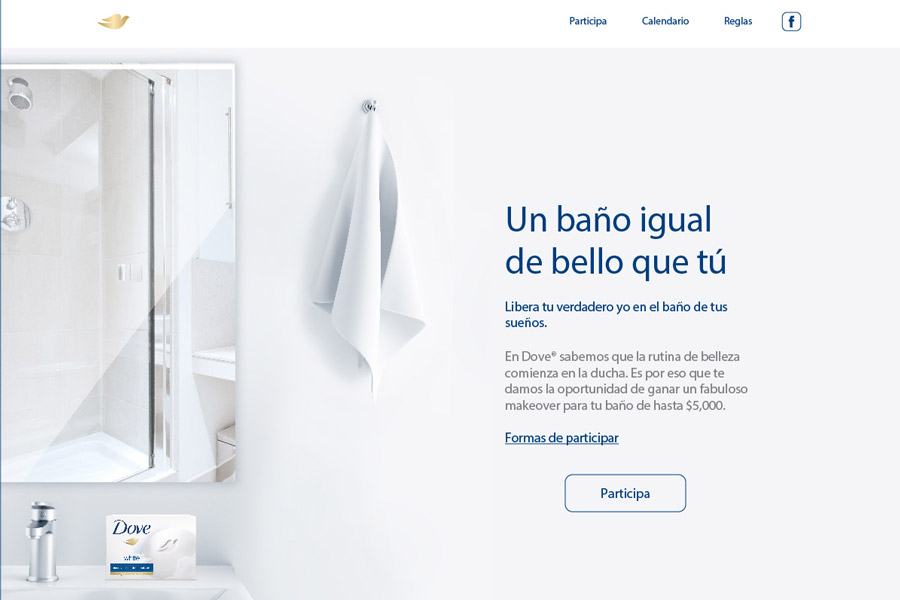 Participa
Calendario
Reglas
f
Un baño igual
de bello que tú
Libera tu verdadero yo en el baño de tus
sueños.
En Dove® sabemos que la rutina de belleza
comienza en la ducha. Es por eso que te
damos la oportunidad de ganar un fabuloso
makeover para tu baño de hasta $5,000.
Formas de participar
Participa
Dove
white